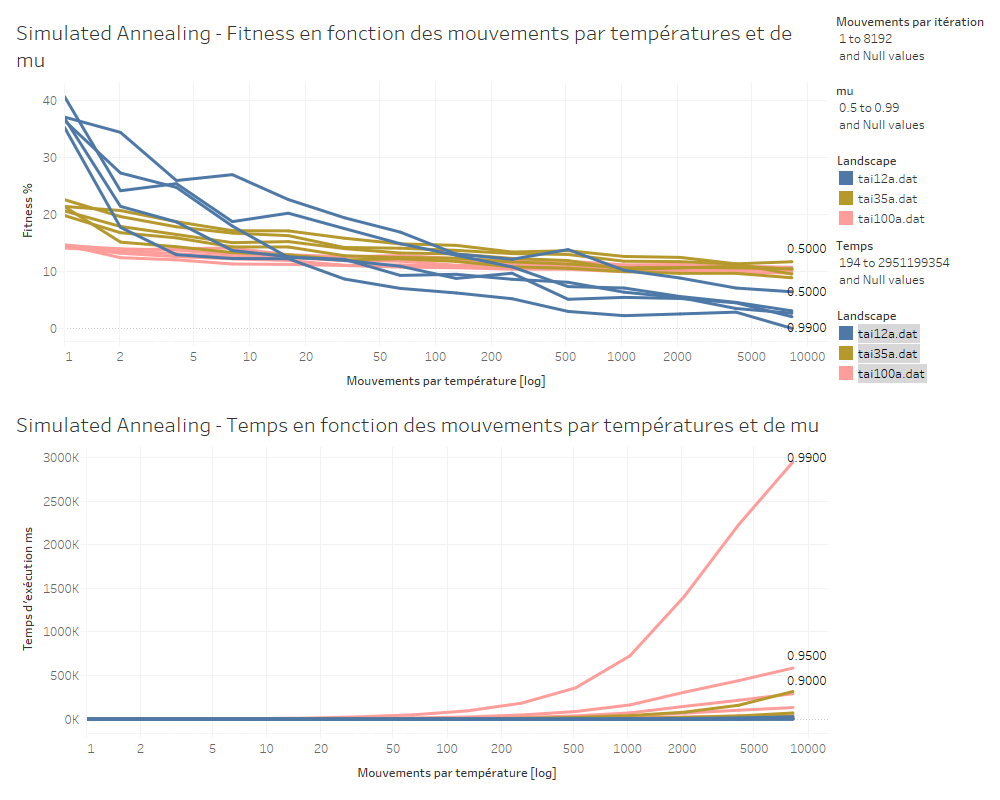 Simulated Annealing - Fitness en fonction des mouvements par températures et de
mu
40
30
20
10
0
Fitness %
0.5000
0.5000
0.9900
1 2 5 10 20 50 100 200 500 1000 2000 5000 10000
Mouvements par température [log]
Mouvements par itération
1 to 8192
and Null values
mu
0.5 to 0.99
and Null values
Landscape
tai12a.dat
tai35a.dat
tai100a.dat
Temps
194 to 2951199354
and Null values
Landscape
tai12a.dat
tai35a.dat
tai100a.dat
Simulated Annealing - Temps en fonction des mouvements par températures et de mu
3000K
2500K
2000K
1500K
1000K
500K
0K
Temps d'exécution ms
0.9900
0.9500
0.9000
1 2 5 10 20 50 100 200 500 1000 2000 5000 10000
Mouvements par température [log]